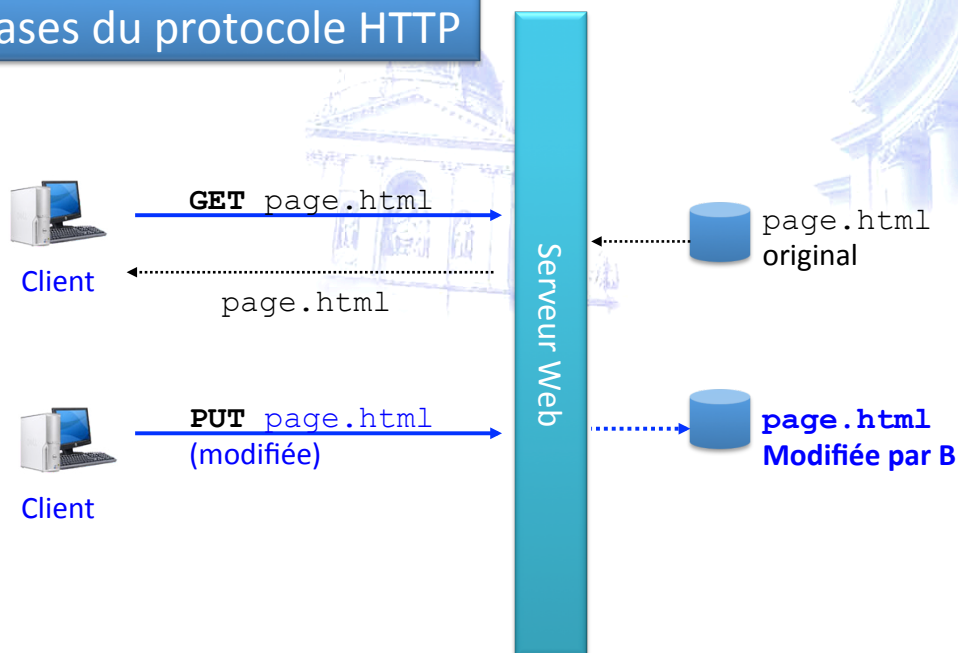 ases du protocole HTTP
GET page.html
Client
page.html
page.html
original
Serveur Web
PUT page.html
(modifiée)
Client
page.html
Modifiée par B